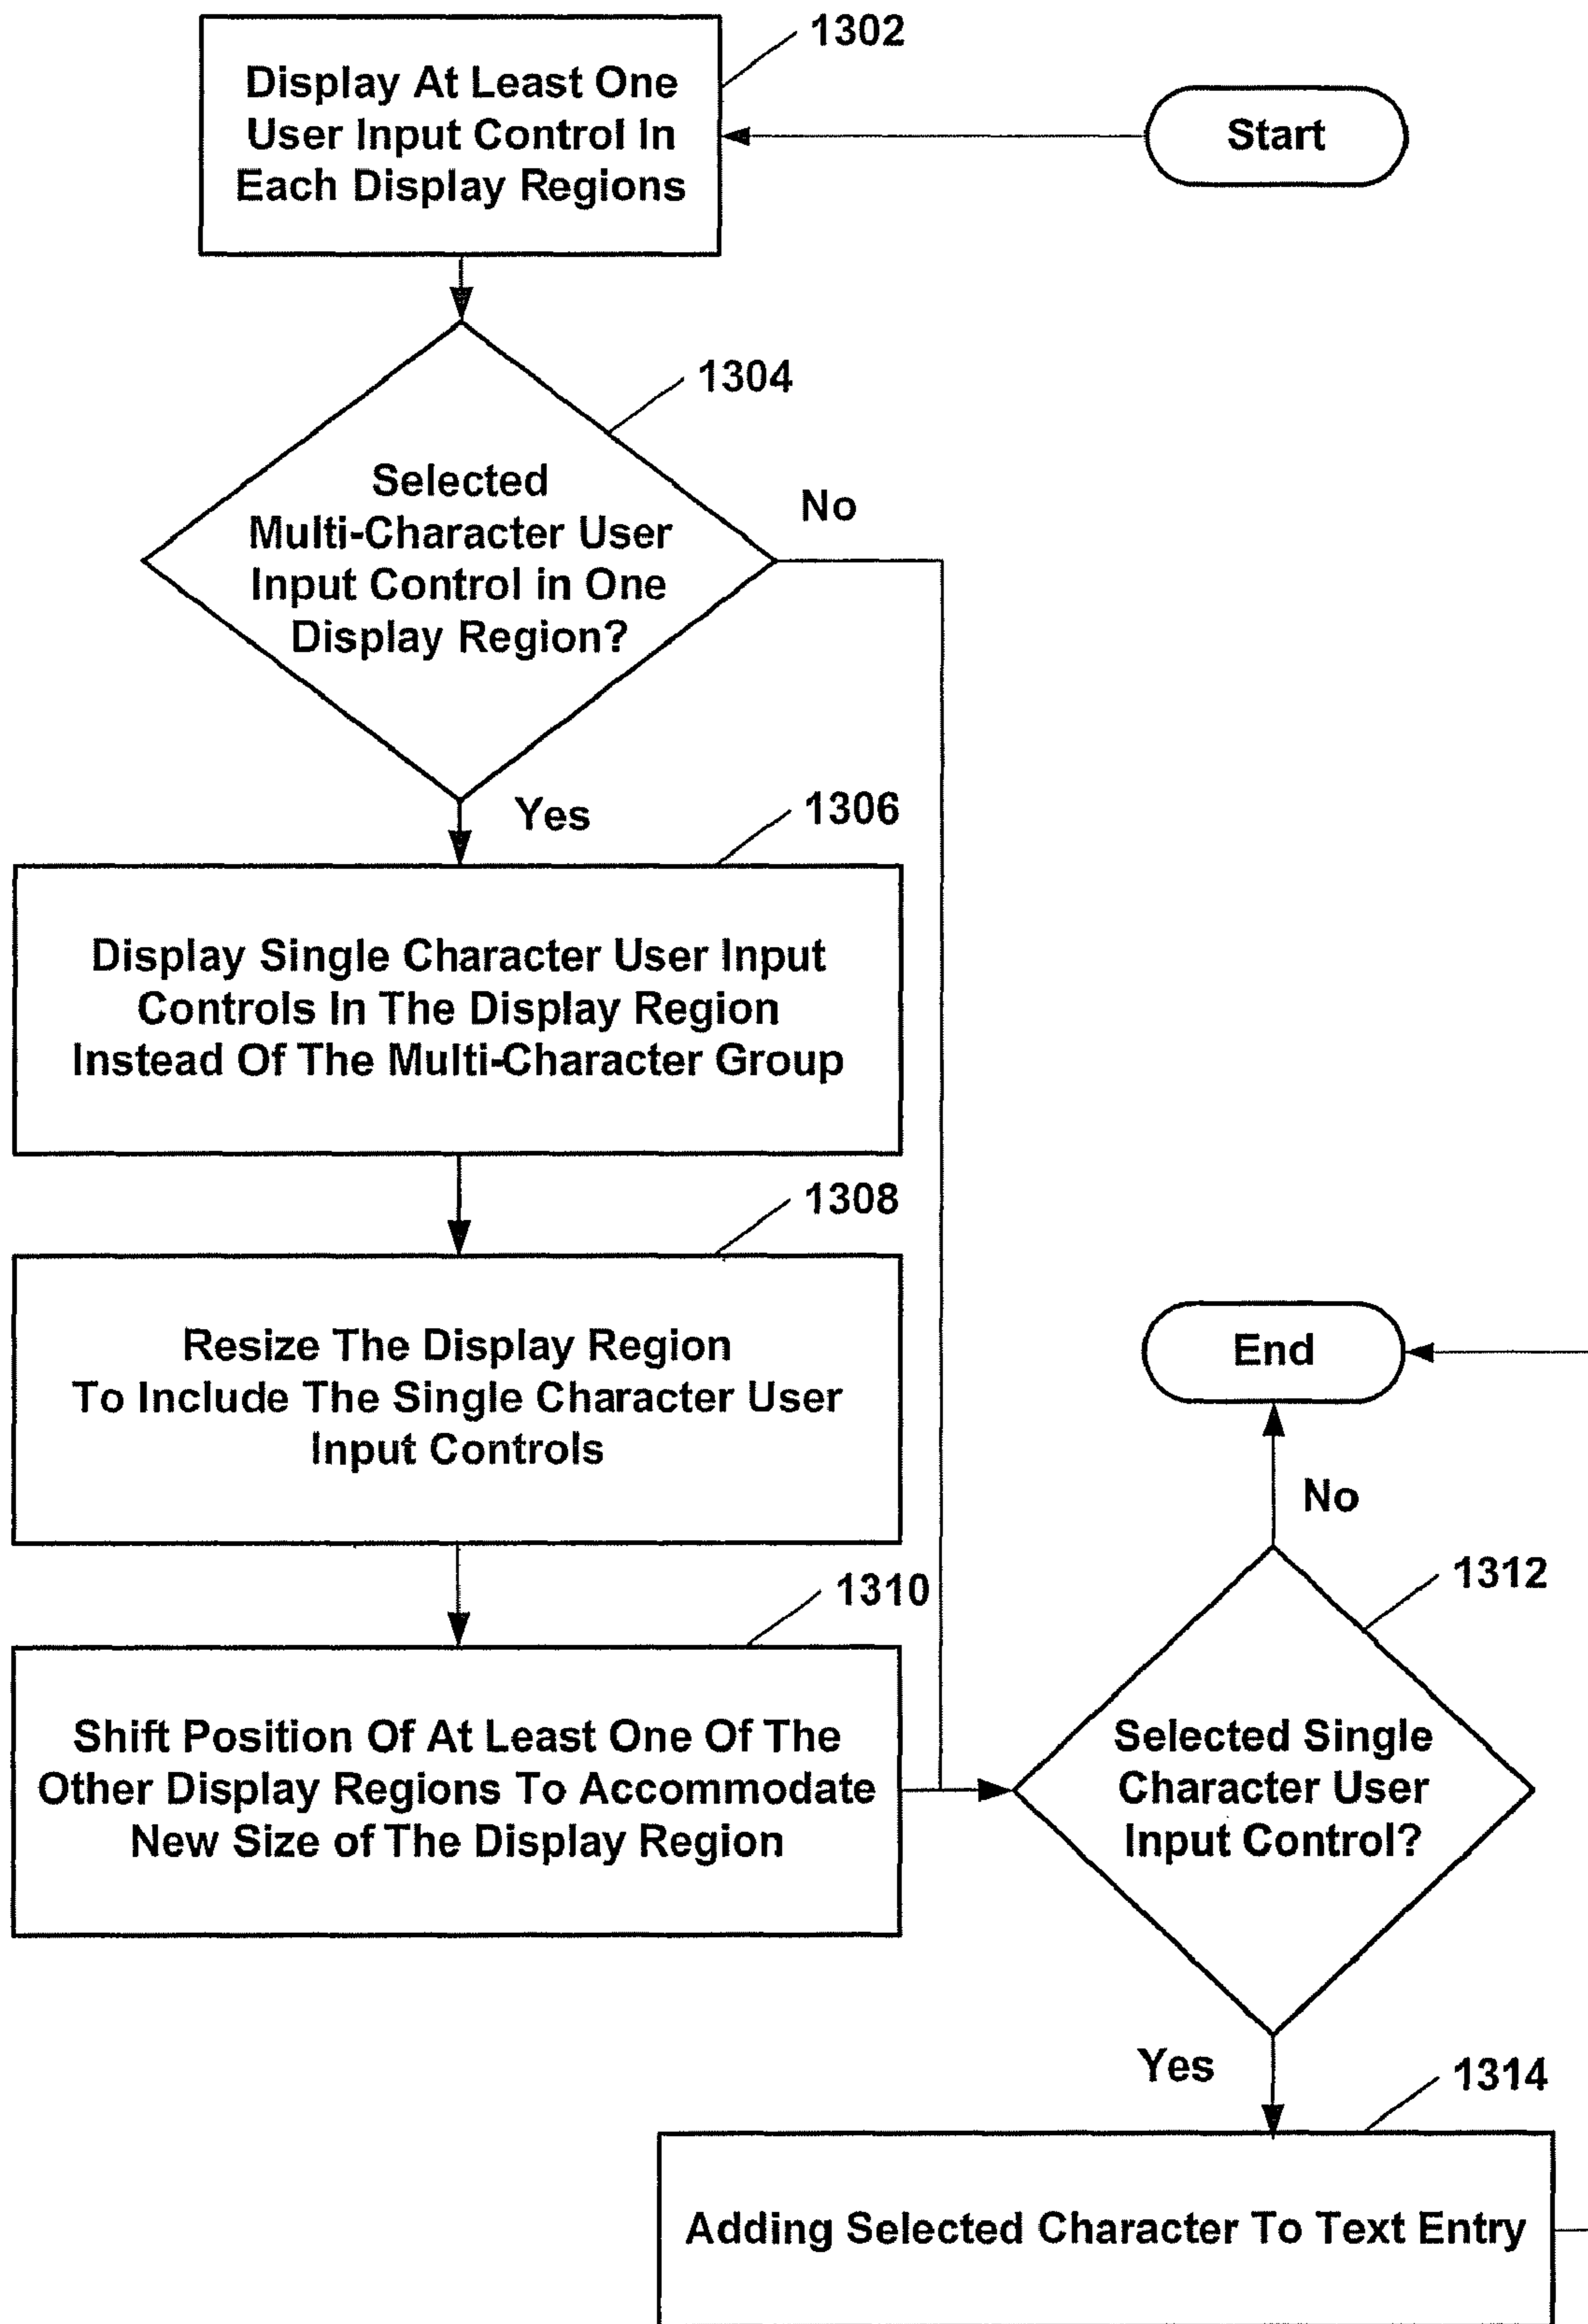 1302
Display At Least One
User Input Control In
Each Display Regions
Start
1304
Selected
Multi-Character User
Input Control in One
Display Region?
No
Yes
1306
Display Single Character User Input
Controls In The Display Region
Instead Of The Multi-Character Group
1308
Resize The Display Region
To Include The Single Character User
Input Controls
End
No
1310
Shift Position Of At Least One Of The
Other Display Regions To Accommodate
New Size of The Display Region
1312
Selected Single
Character User
Input Control?
Yes
1314
Adding Selected Character To Text Entry